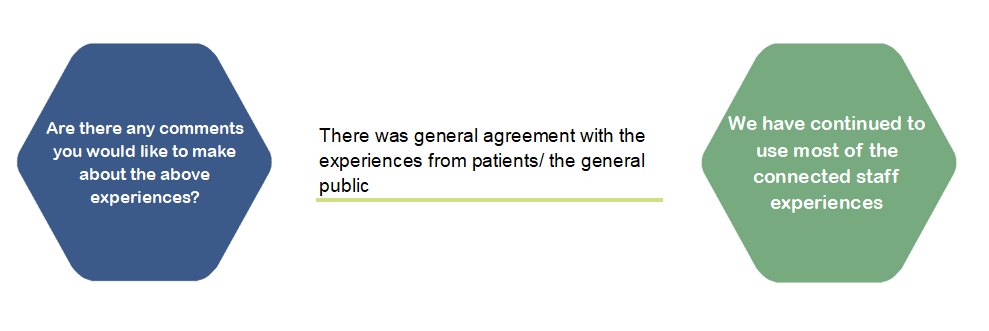 Are there any comments
you would like to make
about the above
experiences?
There was general agreement with the
experiences from patients/ the general
public
We have continued to
use most of the
connected staff
experiences